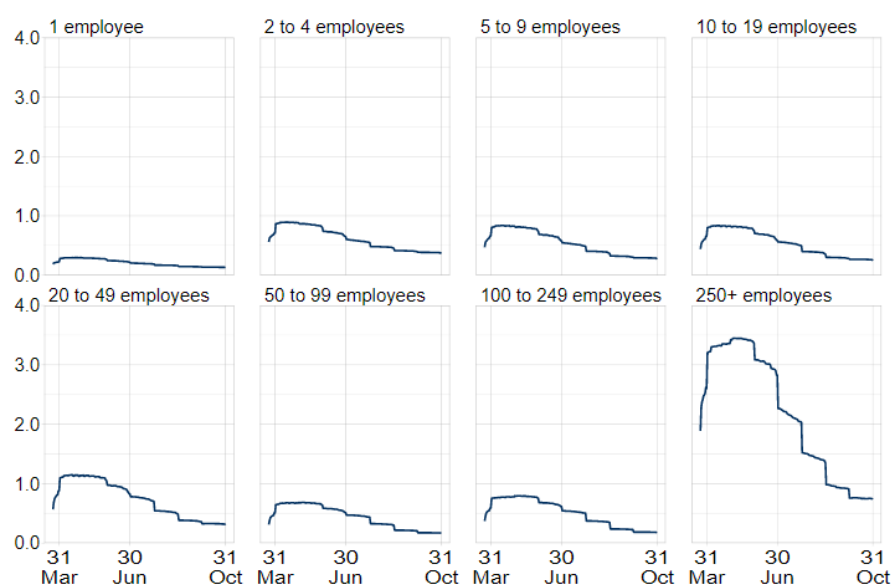 1 employee
2 to 4 employees
5 to 9 employees
10 to 19 employees
4.0
3.0
2.0
1.0
0.0
20 to 49 employees
50 to 99 employees
100 to 249 employees
250+ employees
4.0
3.0
2.0
1.0
0.0
31 Mar
30 Jun
31 Oct
31 Mar
30 Jun
31 Oct
31 Mar
30 Jun
31 Oct
31 Mar
30 Jun
31 Oct